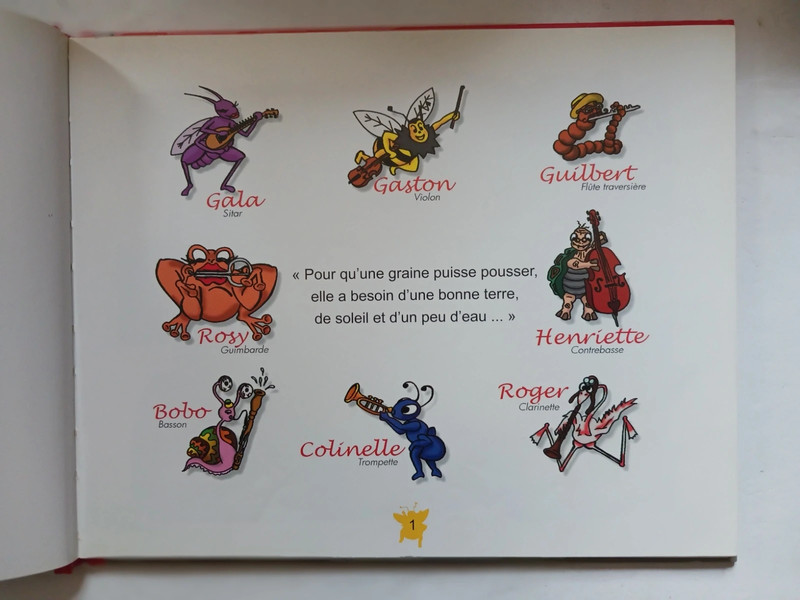 Gala
Sitar
Gaston
Violon
Guilbert
Flûte traversière
« Pour qu'une graine puisse pousser,
elle a besoin d'une bonne terre,
de soleil et d'un peu d'eau ... »
Rosy
Guimbarde
Henriette
Contrebasse
Bobo
Basson
Colinelle
Trompette
Roger
Clarinette
1